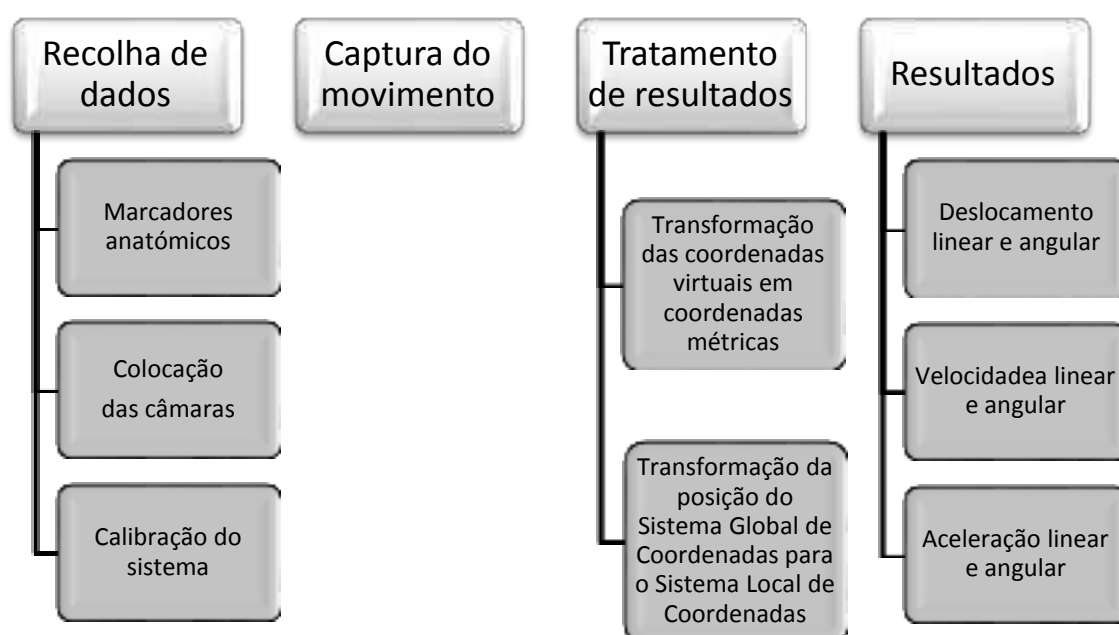 Recolha de
dados
Marcadores
anatómicos
Colocação
das câmaras
Calibração do
sistema
Captura do
movimento
Tratamento
de resultados
Transformação
das coordenadas
virtuais em
coordenadas
métricas
Transformação da
posição do
Sistema Global de
Coordenadas para
o Sistema Local de
Coordenadas
Resultados
Deslocamento
linear e angular
Velocidadea linear
e angular
Aceleração linear
e angular